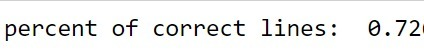 percent of correct lines: 0.72